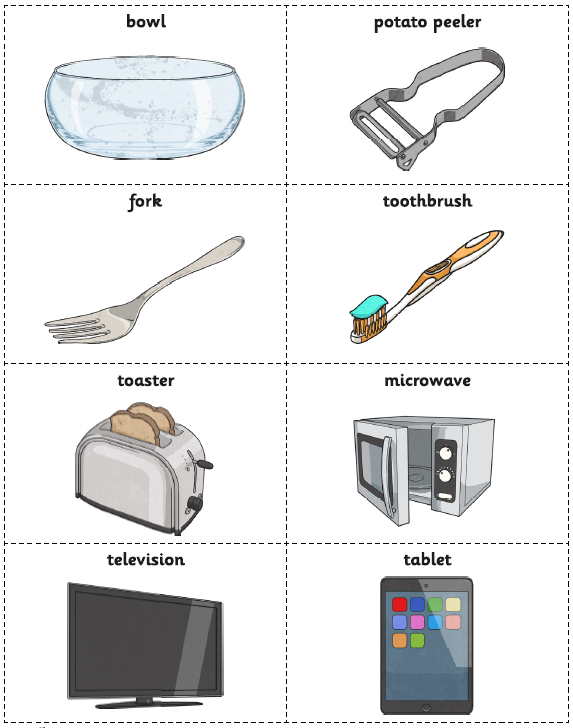 bowl
potato peeler
fork
toothbrush
toaster
microwave
television
tablet